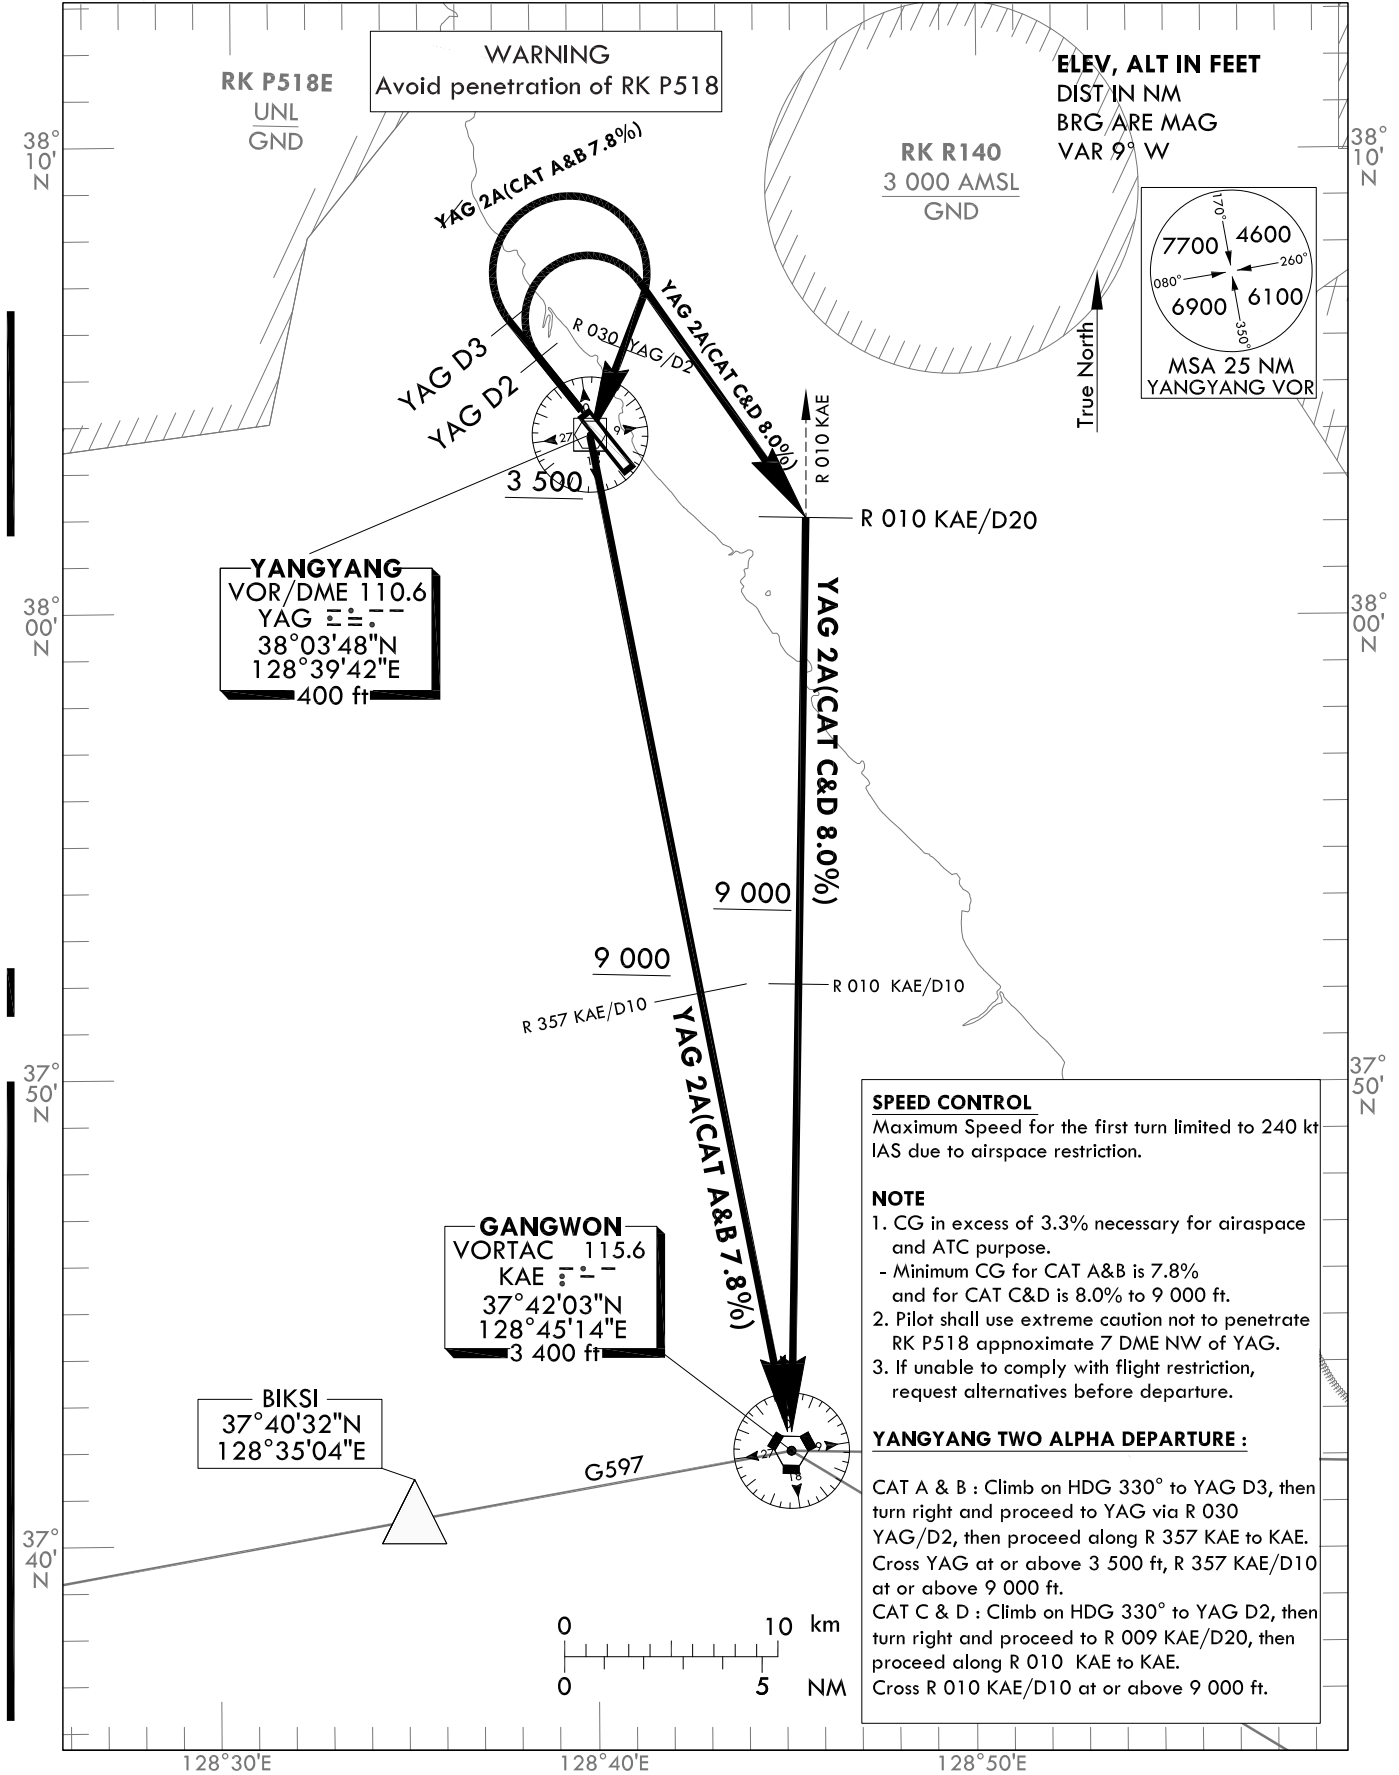 WARNING
Avoid penetration of RK P518
RK P518E
UNL
GND
ELEV, ALT IN FEET
DIST IN NM
BRG ARE MAG
VAR 9° W
RK R140
3 000 AMSL
GND
38°
10'
N
38°
10'
N
YAG 2A(CAT A&B 7.8%)
170°
7700
4600
260°
080°
6900
6100
350°
MSA 25 NM
YANGYANG VOR
True North
YAG 2A(CAT C&D 8.0%)
R 030 YAG/D2
YAG D3
YAG D2
R 010 KAE
27
9
3 500
R 010 KAE/D20
YANGYANG
VOR/DME 110.6
YAG
38°03'48"N
128°39'42"E
400 ft
38°
00'
N
38°
00'
N
YAG 2A(CAT C&D 8.0%)
9 000
9 000
R 357 KAE/D10
R 010 KAE/D10
YAG 2A(CAT A&B 7.8%)
37°
50'
N
37°
50'
N
GANGWON
VORTAC 115.6
KAE
37°42'03"N
128°45'14"E
3 400 ft
BIKSI
37°40'32"N
128°35'04"E
G597
27
9
18
37°
40'
N
SPEED CONTROL
Maximum Speed for the first turn limited to 240 kt
IAS due to airspace restriction.
NOTE
1. CG in excess of 3.3% necessary for airaspace
and ATC purpose.
- Minimum CG for CAT A&B is 7.8%
and for CAT C&D is 8.0% to 9 000 ft.
2. Pilot shall use extreme caution not to penetrate
RK P518 appnoximate 7 DME NW of YAG.
3. If unable to comply with flight restriction,
request alternatives before departure.
YANGYANG TWO ALPHA DEPARTURE :
CAT A & B : Climb on HDG 330° to YAG D3, then
turn right and proceed to YAG via R 030
YAG/D2, then proceed along R 357 KAE to KAE.
Cross YAG at or above 3 500 ft, R 357 KAE/D10
at or above 9 000 ft.
CAT C & D : Climb on HDG 330° to YAG D2, then
turn right and proceed to R 009 KAE/D20, then
proceed along R 010 KAE to KAE.
Cross R 010 KAE/D10 at or above 9 000 ft.
0 10 km
0 5 NM
128°30'E
128°40'E
128°50'E